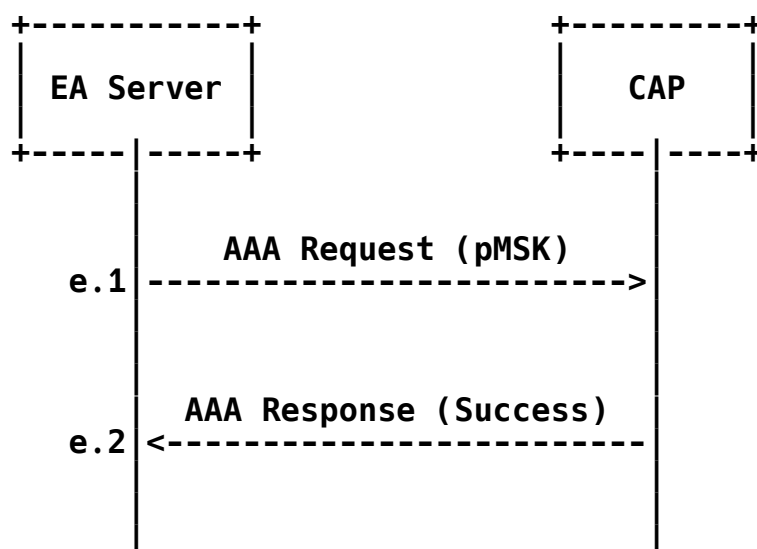 EA Server
CAP
AAA Request (pMSK)
e.1
AAA Response (Success)
e.2